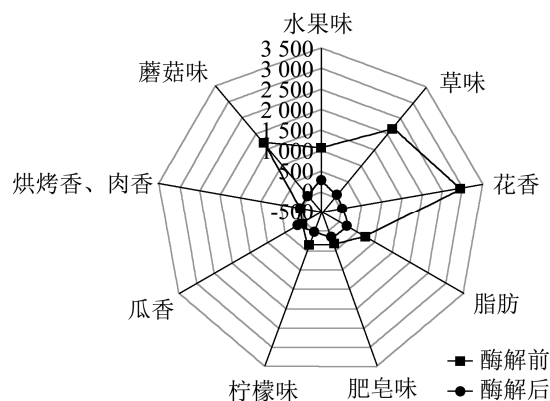 水果味
3 500
3 000
2 500
2 000
1 500
1 000
500
0
-500
草味
花香
脂肪
肥皂味
柠檬味
瓜香
烘烤香、肉香
蘑菇味
酶解前
酶解后